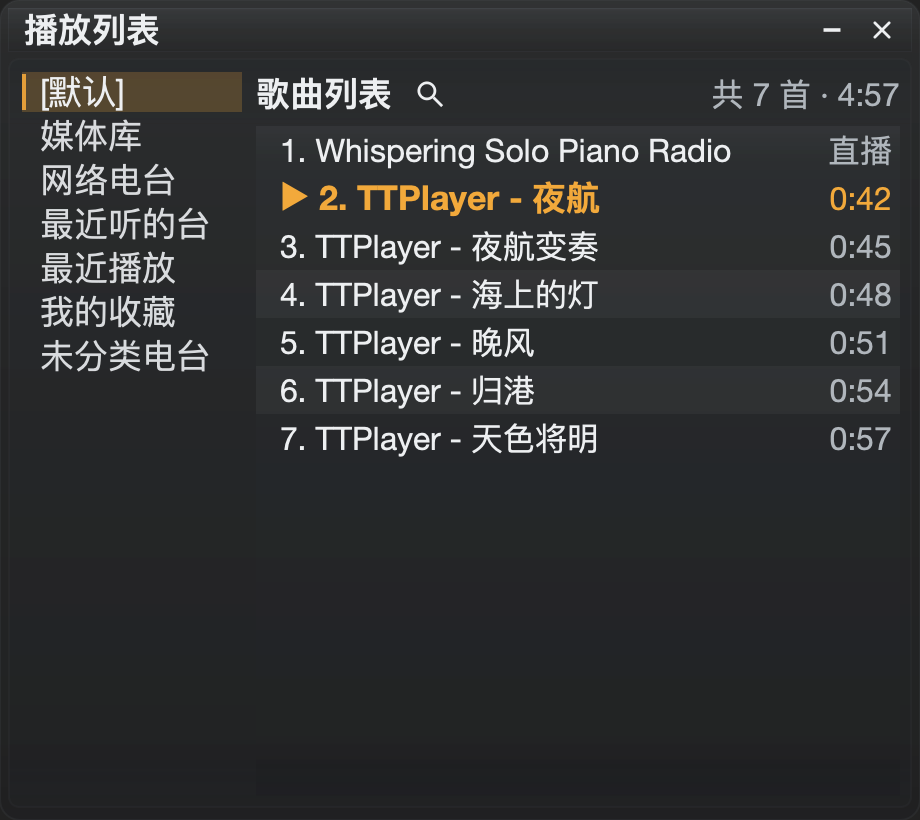 播放列表
[默认]
媒体库
网络电台
最近听的台
最近播放
我的收藏
未分类电台
歌曲列表
共 7 首 · 4:57
1. Whispering Solo Piano Radio 直播
2. TTPlayer - 夜航 0:42
3. TTPlayer - 夜航变奏 0:45
4. TTPlayer - 海上的灯 0:48
5. TTPlayer - 晚风 0:51
6. TTPlayer - 归港 0:54
7. TTPlayer - 天色将明 0:57